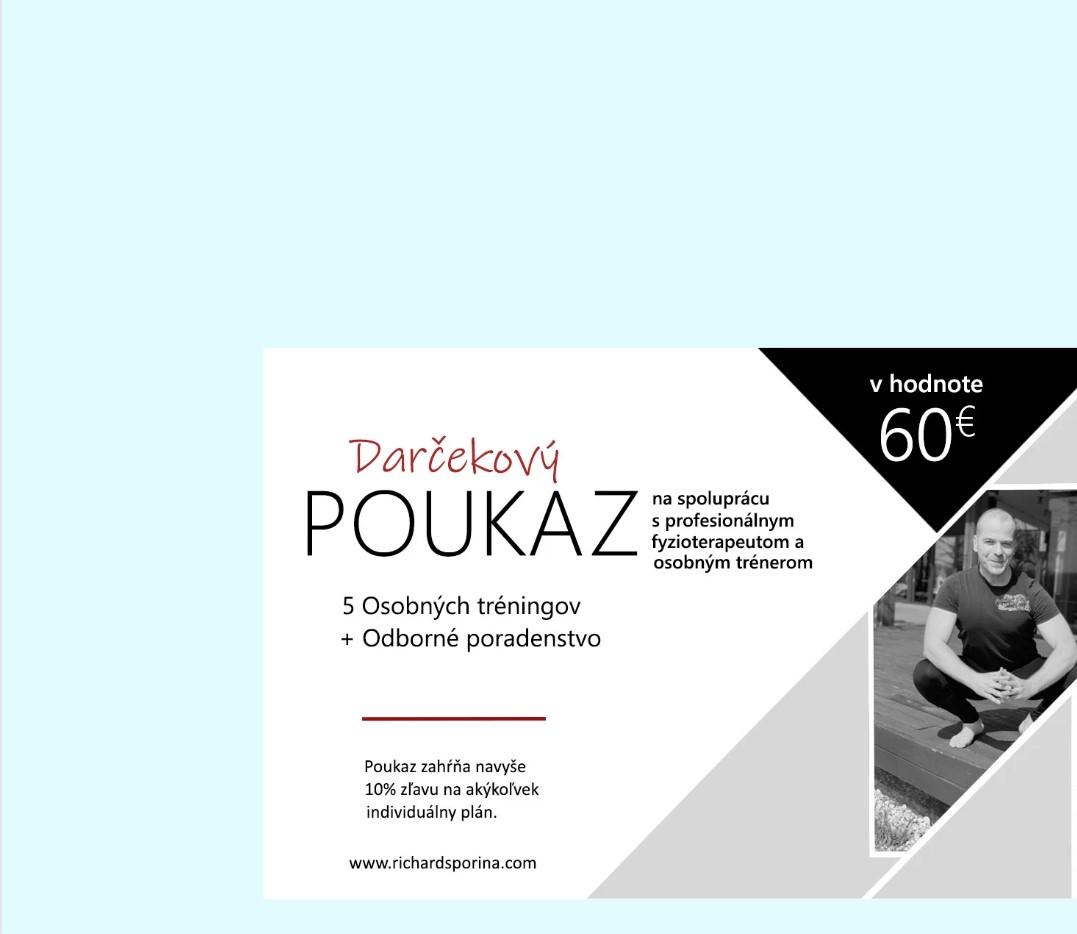 v hodnote
60€
Darčekový
POUKAZ
na spoluprácu
s profesionálnym
fyzioterapeutom a
osobným trénerom
5 Osobných tréningov
+ Odborné poradenstvo
Poukaz zahŕňa navyše
10% zľavu na akýkoľvek
individuálny plán.
www.richardsporina.com